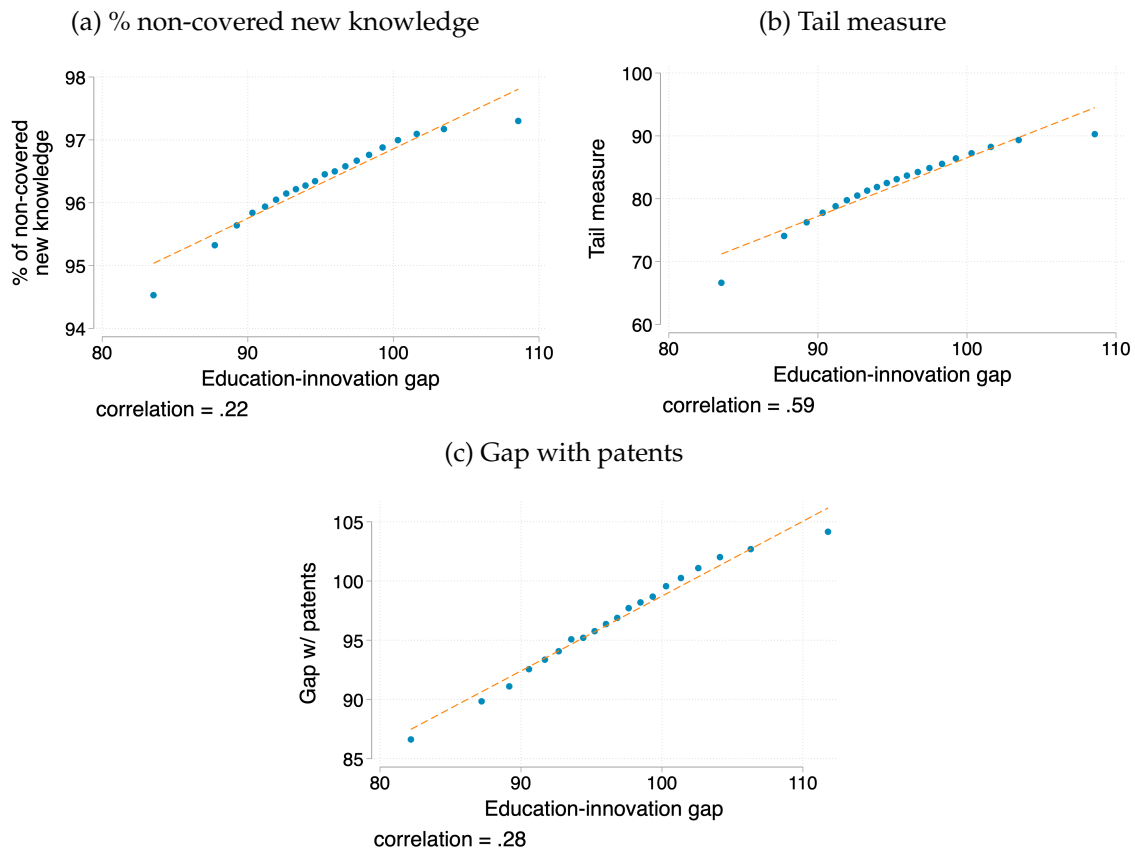 (a) % non-covered new knowledge
98
97
96
95
94
% of non-covered
new knowledge
80 90 100 110
Education-innovation gap
correlation = .22
(b) Tail measure
100
90
80
70
60
Tail measure
80 90 100 110
Education-innovation gap
correlation = .59
(c) Gap with patents
105
100
95
90
85
Gap w/ patents
80 90 100 110
Education-innovation gap
correlation = .28